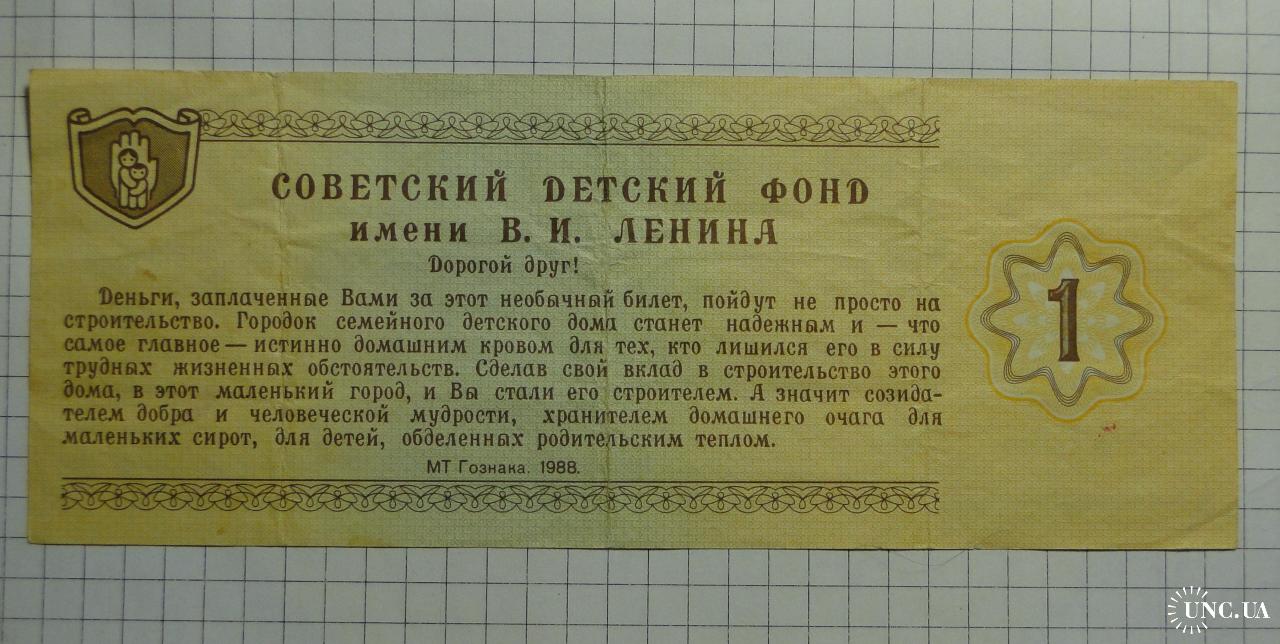 СОВЕТСКИЙ ДЕТСКИЙ ФОНД
имени В. И. ЛЕНИНА
Дорогой друг!
Деньги, заплаченные Вами за этот необычный билет, пойдут не просто на
строительство. Городок семейного детского дома станет надежным и — что
самое главное — истинно домашним кровом для тех, кто лишился его в силу
трудных жизненных обстоятельств. Сделав свой вклад в строительство этого
дома, в этот маленький город, и Вы стали его строителем. А значит созида-
телем добра и человеческой мудрости, хранителем домашнего очага для
маленьких сирот, для детей, обделенных родительским теплом.
МТ Гознака. 1988.
1
UNC.UA